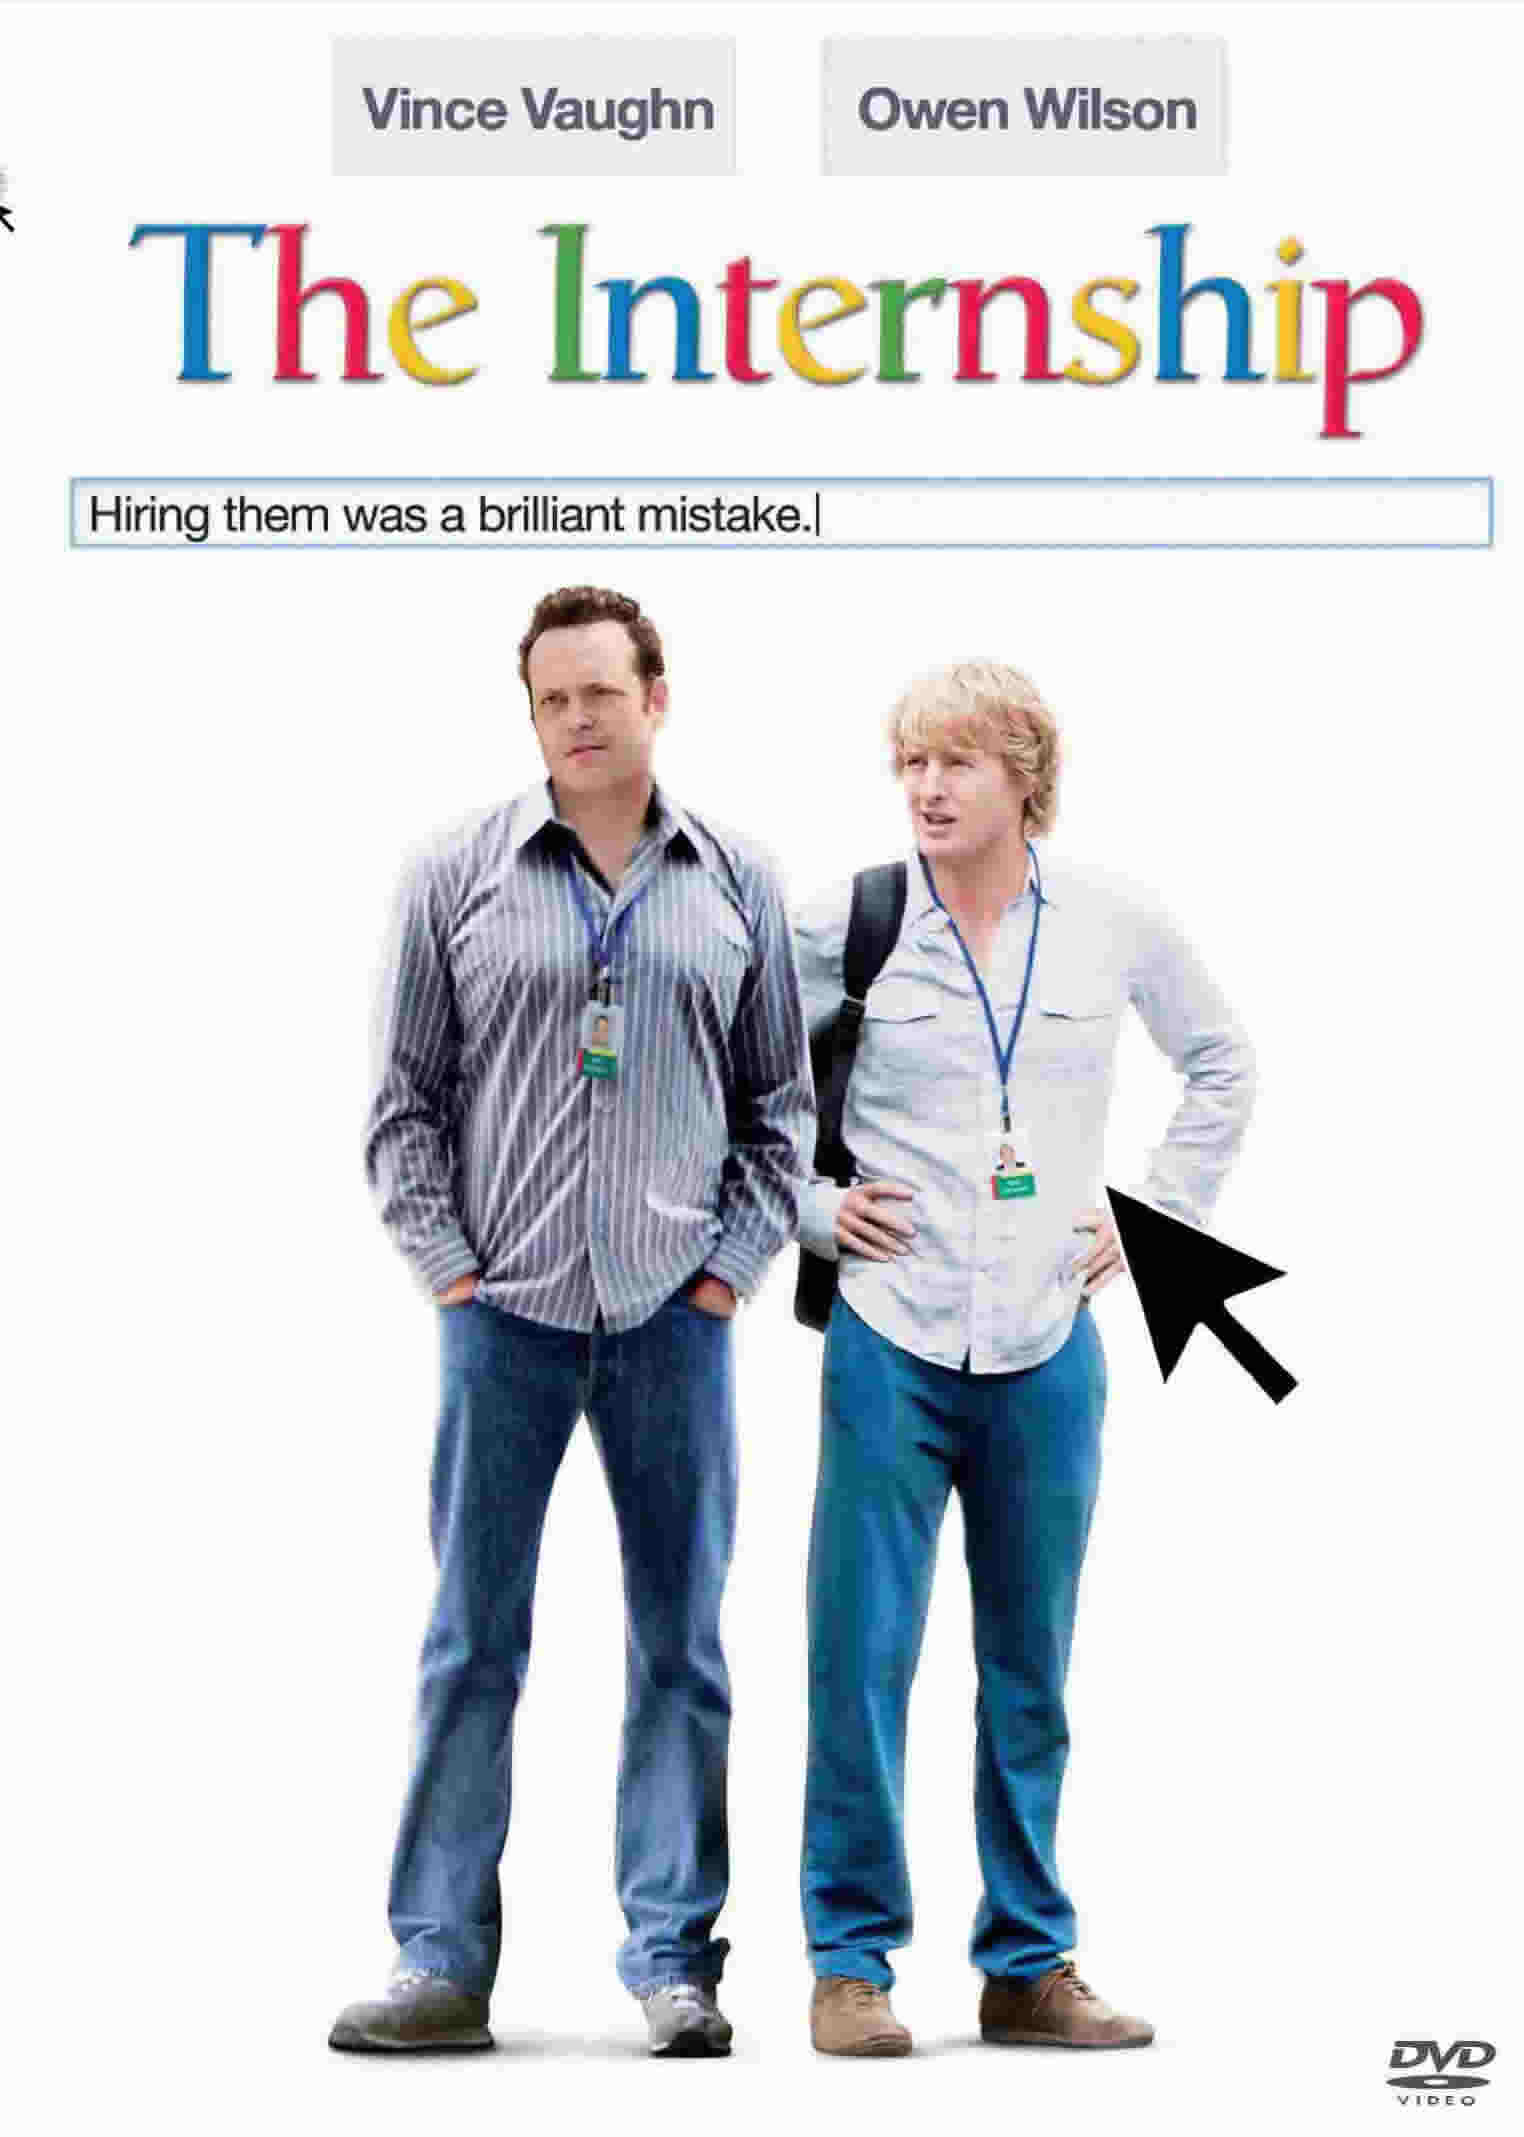 Vince Vaughn
Owen Wilson
The Internship
Hiring them was a brilliant mistake.
DVD
VIDEO